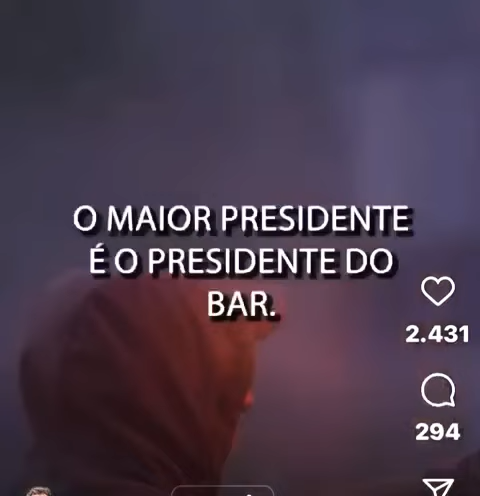 O MAIOR PRESIDENTE
É O PRESIDENTE DO
BAR.
2.431
294